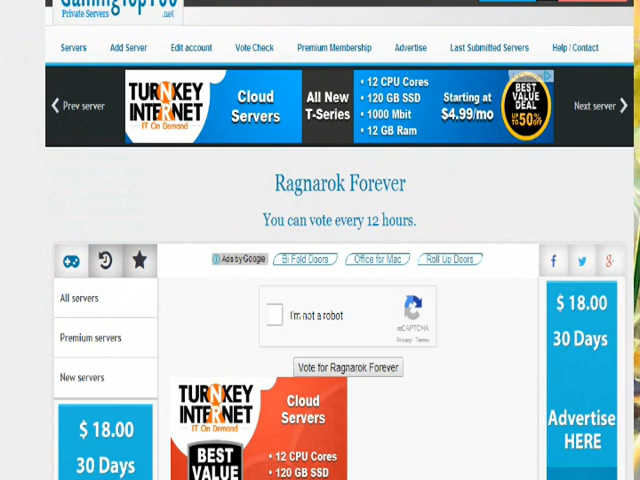 GamingTop100
Private Servers .net
Servers Add Server Edit account Vote Check Premium Membership Advertise Last Submitted Servers Help / Contact
Prev server
TURNKEY
INTERNET
IT On Demand
Cloud
Servers
All New
T-Series
• 12 CPU Cores
• 120 GB SSD
• 1000 Mbit
• 12 GB Ram
Starting at
$4.99/mo
BEST
VALUE
DEAL
UP TO 50% OFF
Next server
Ragnarok Forever
You can vote every 12 hours.
Ads by Google Bi Fold Doors Office for Mac Roll Up Doors
All servers
Premium servers
New servers
$ 18.00
30 Days
I'm not a robot
reCAPTCHA
Privacy - Terms
Vote for Ragnarok Forever
TURNKEY
INTERNET
IT On Demand
Cloud
Servers
BEST
VALUE
• 12 CPU Cores
• 120 GB SSD
f g+
$ 18.00
30 Days
Advertise
HERE